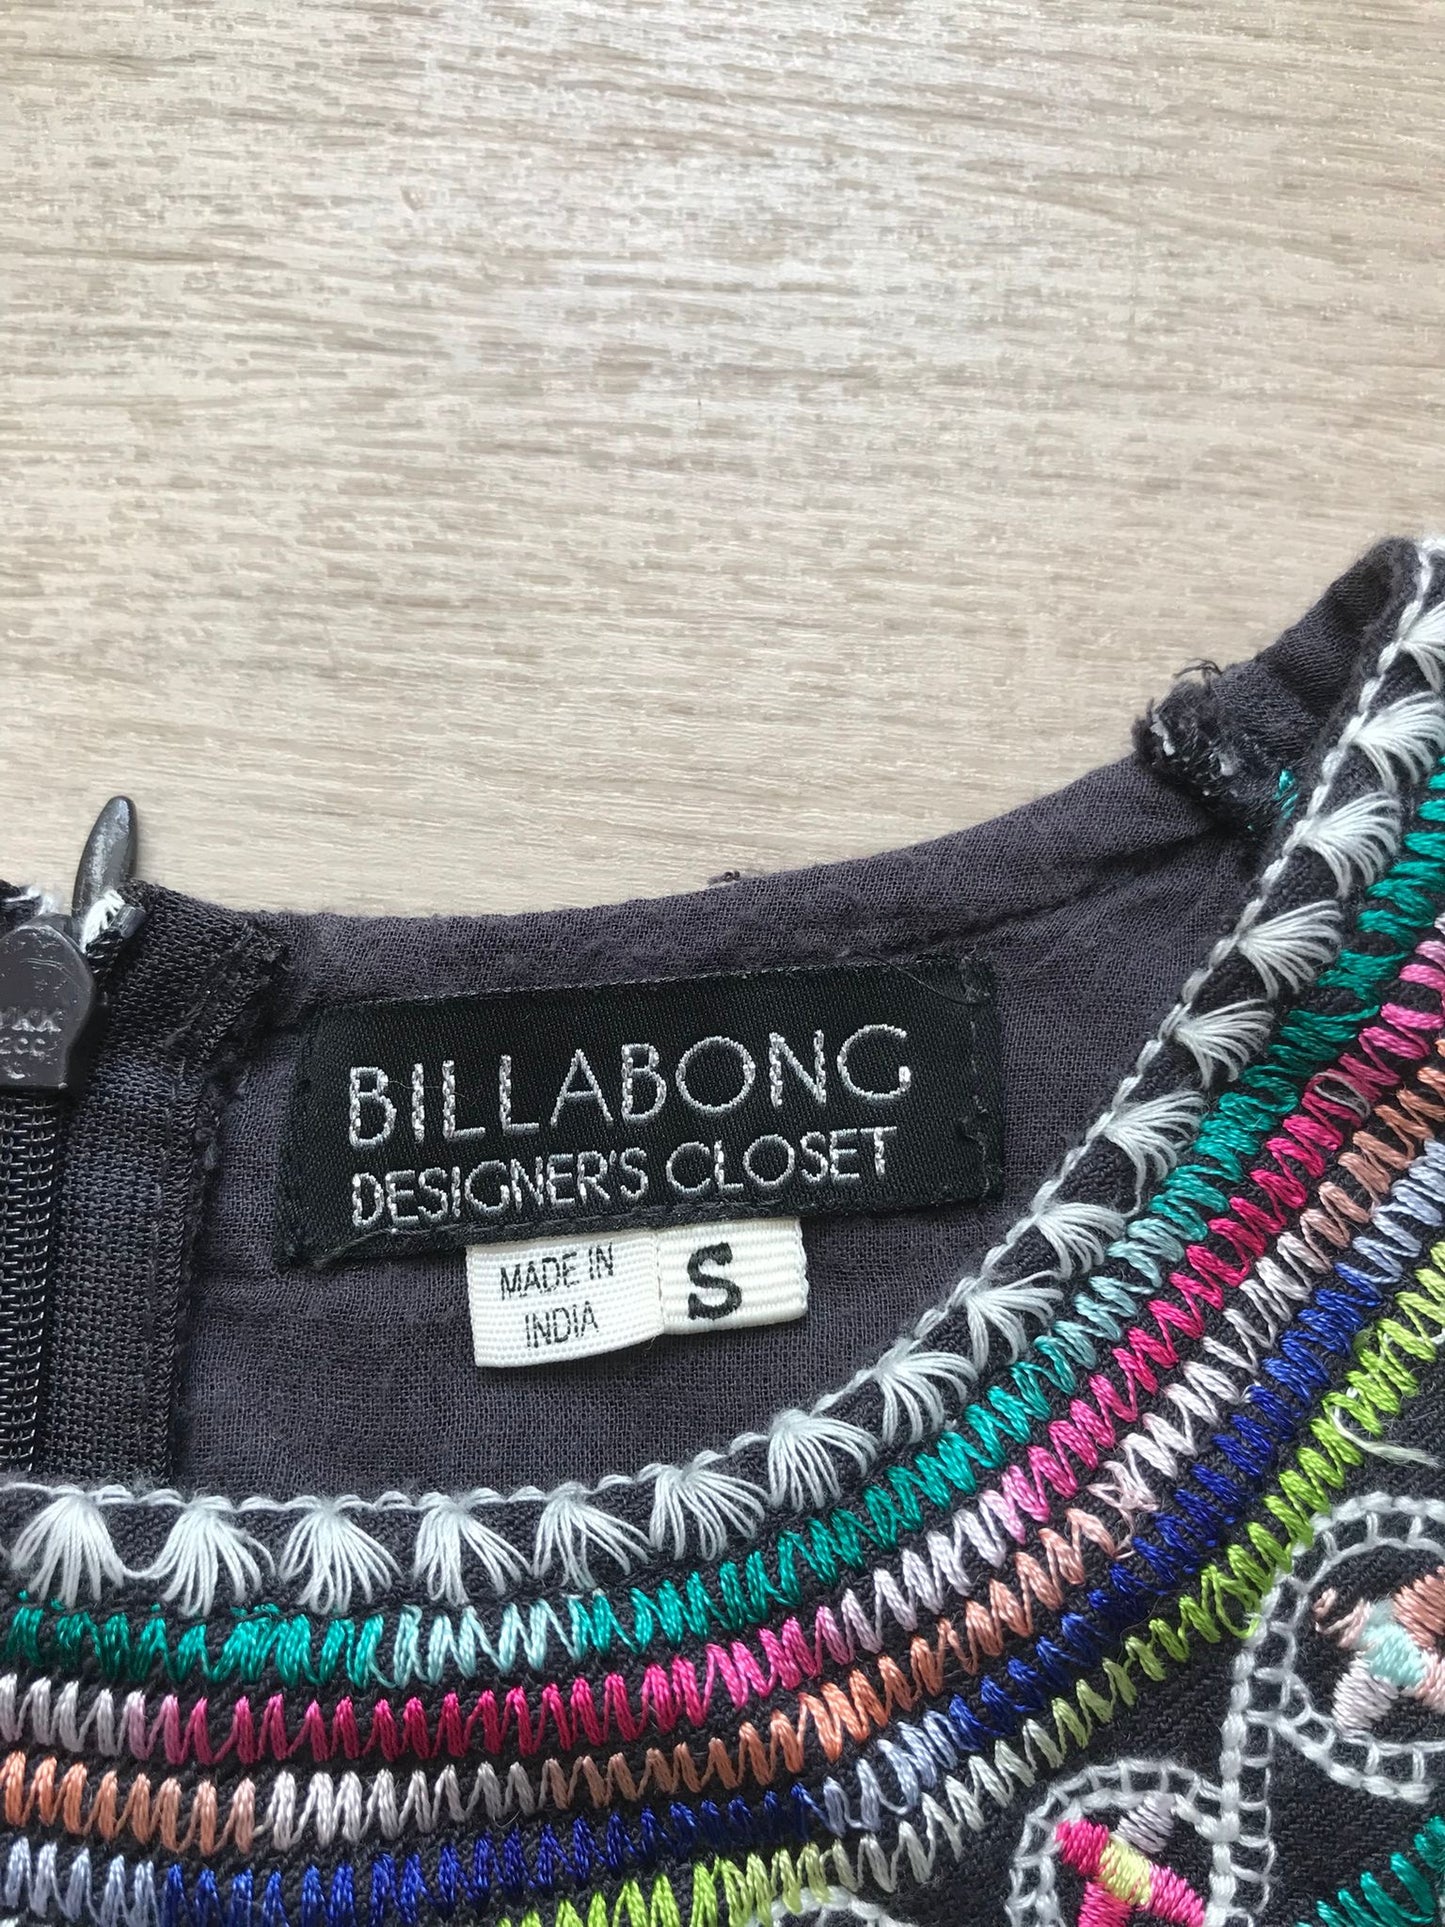 BILLABONG
DESIGNER'S CLOSET
MADE IN
INDIA
S